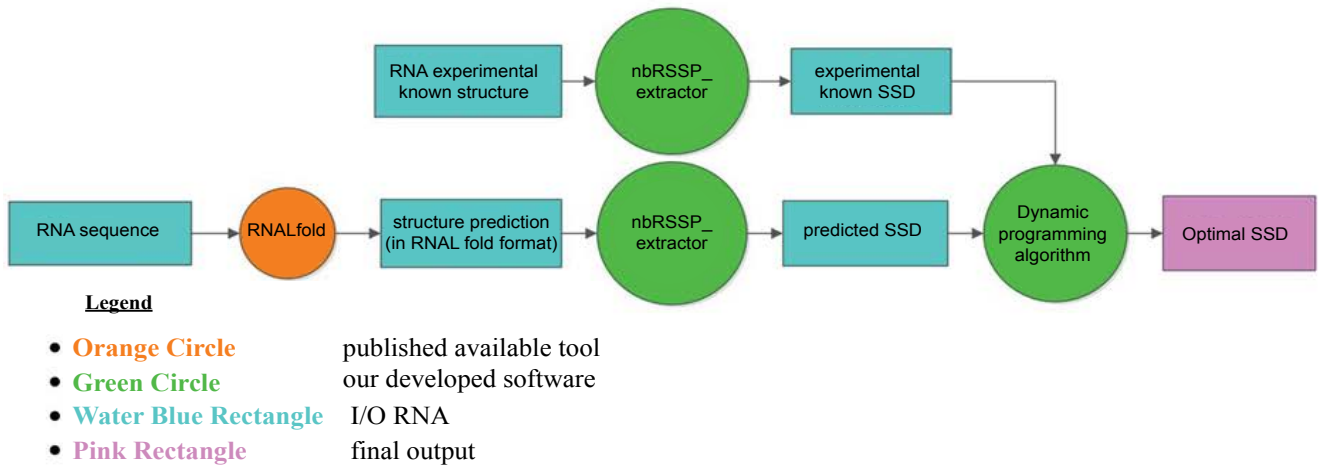 RNA experimental
known structure
nbRSSP_
extractor
experimental
known SSD
RNA sequence
RNALfold
structure prediction
(in RNAL fold format)
nbRSSP_
extractor
predicted SSD
Dynamic
programming
algorithm
Optimal SSD
Legend
• Orange Circle published available tool
• Green Circle our developed software
• Water Blue Rectangle I/O RNA
• Pink Rectangle final output